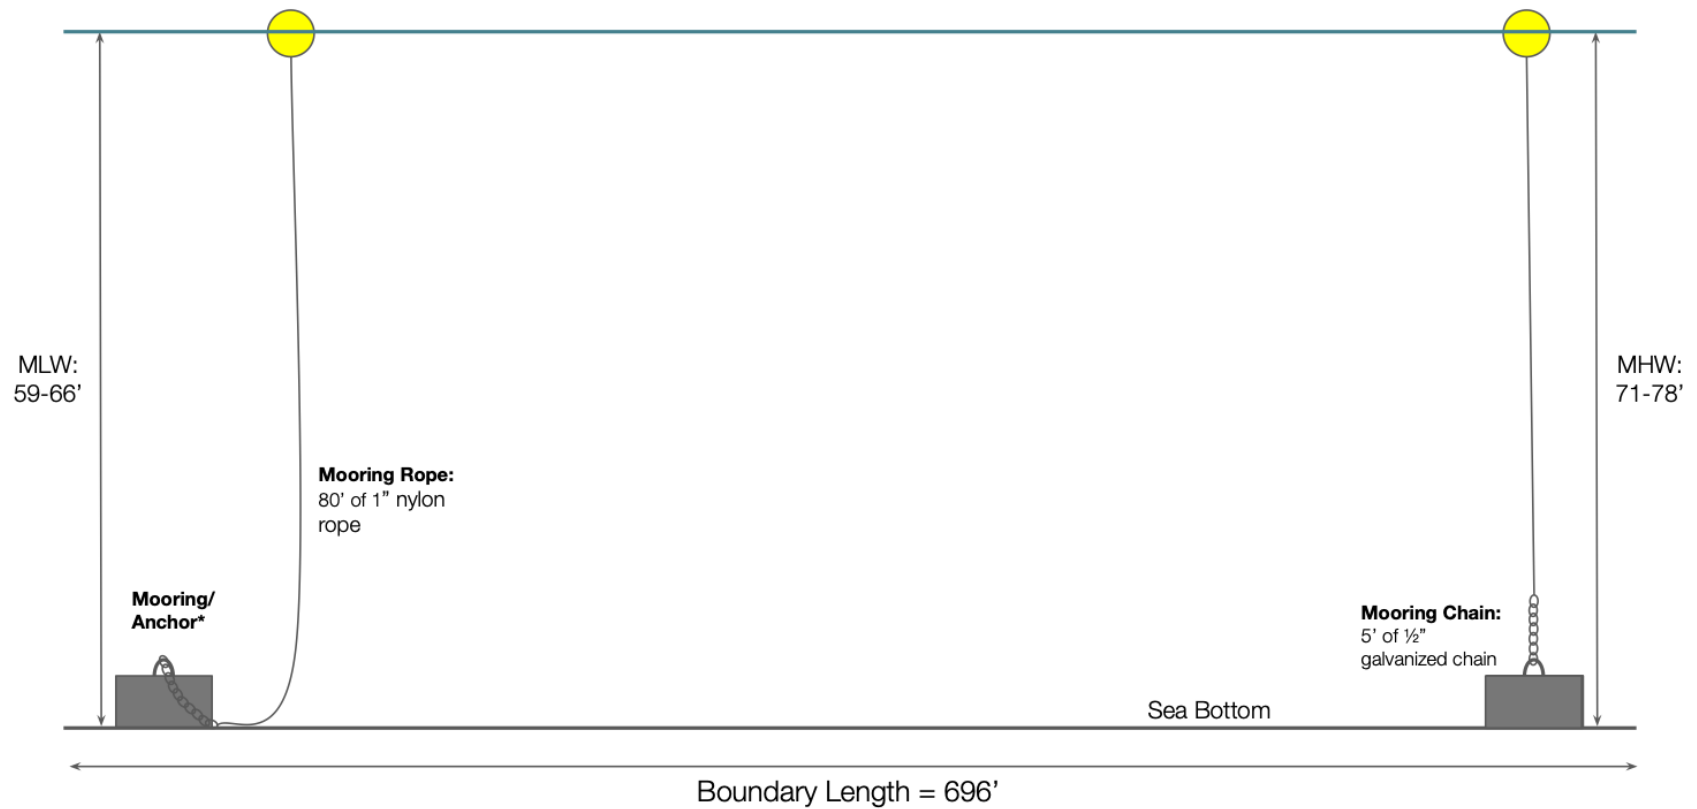 MLW:
59-66’
MHW:
71-78’
Mooring Rope:
80’ of 1” nylon
rope
Mooring/
Anchor*
Mooring Chain:
5’ of ½”
galvanized chain
Sea Bottom
Boundary Length = 696’